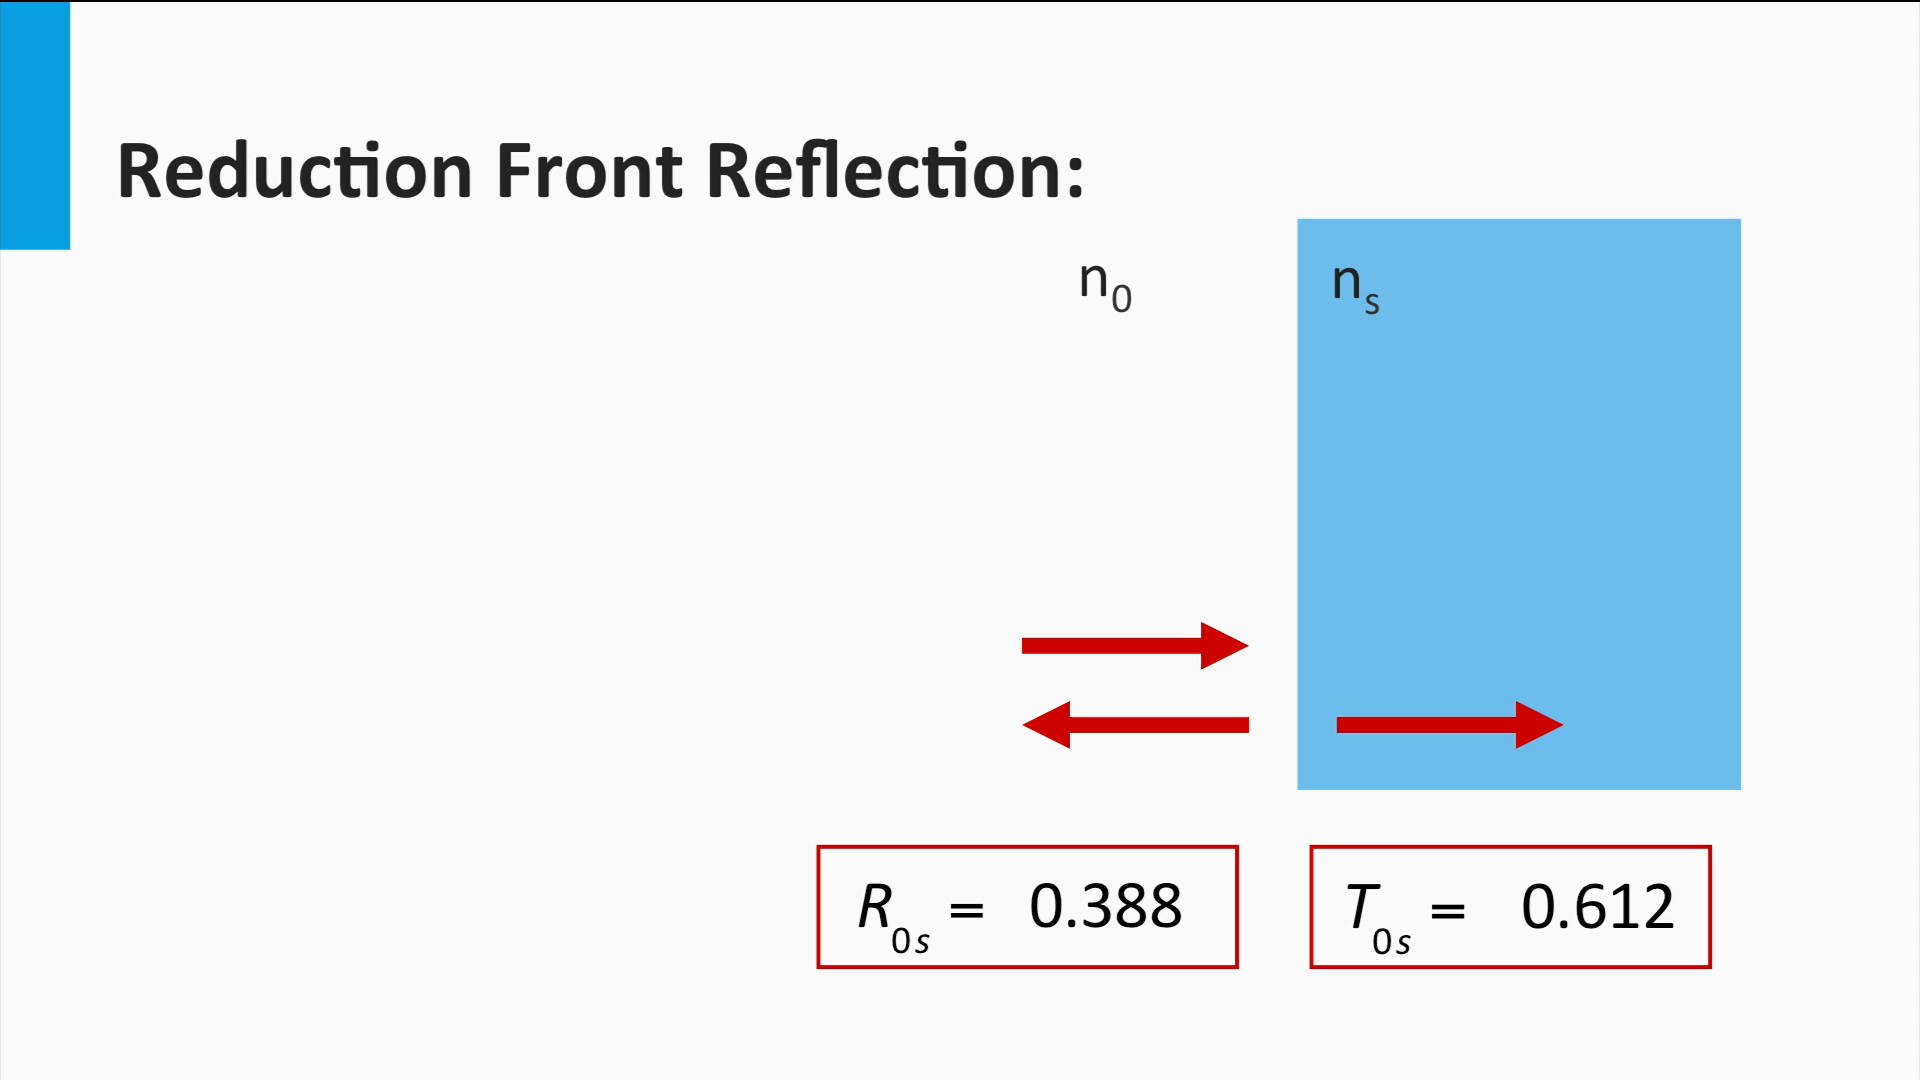 Reduction Front Reflection:
n₀
nₛ
R₀ₛ = 0.388
T₀ₛ = 0.612